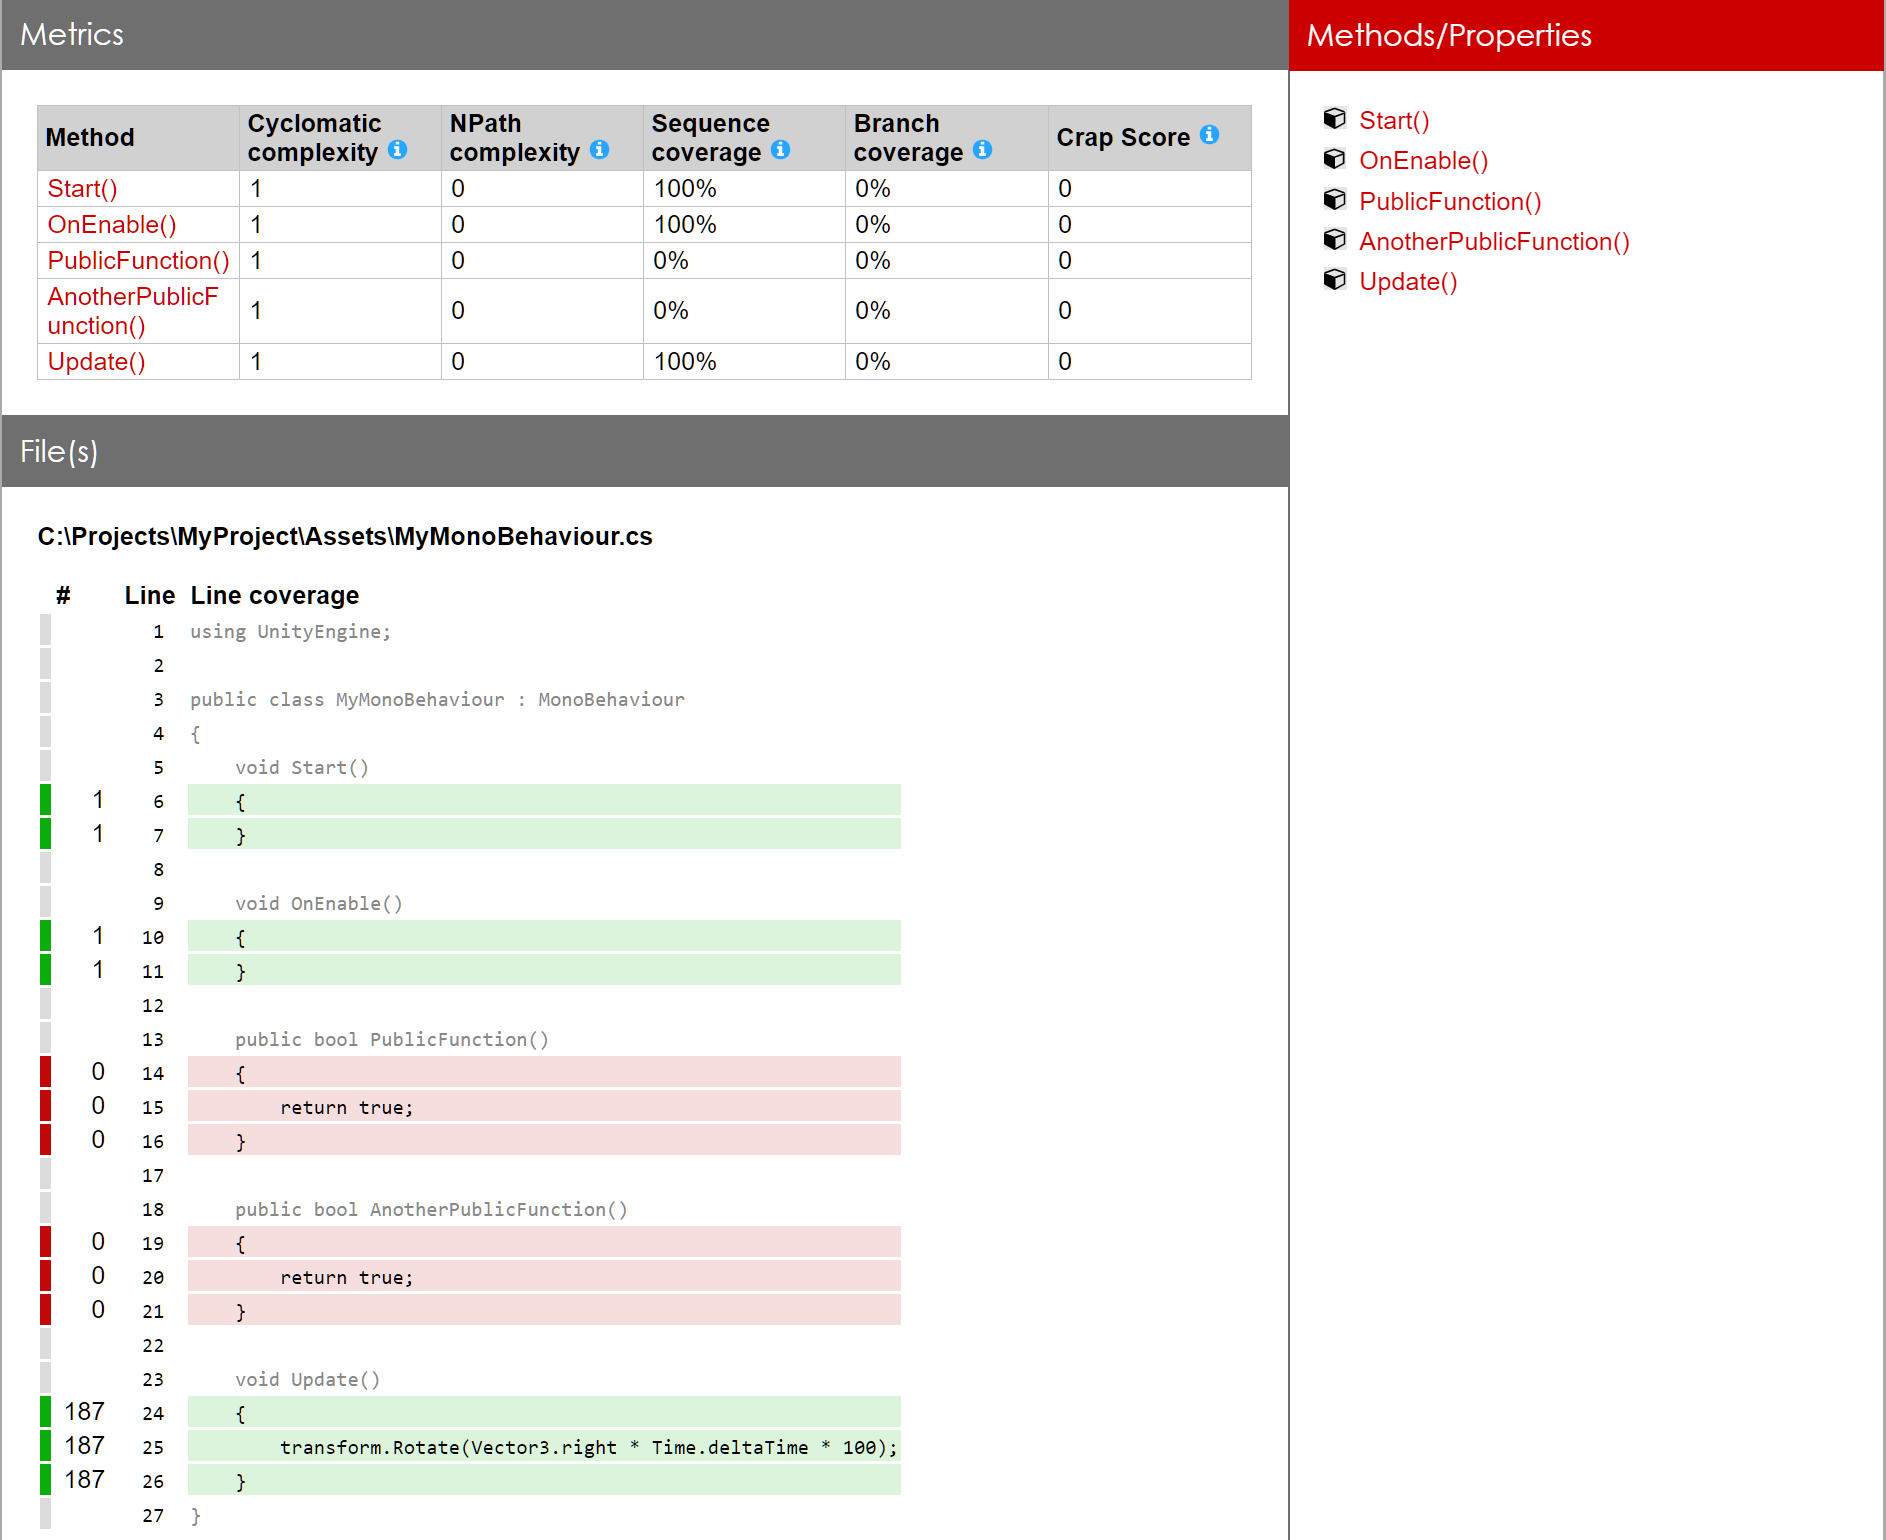 Metrics
Method Cyclomatic complexity NPath complexity Sequence coverage Branch coverage Crap Score
Start() 1 0 100% 0% 0
OnEnable() 1 0 100% 0% 0
PublicFunction() 1 0 0% 0% 0
AnotherPublicF
unction() 1 0 0% 0% 0
Update() 1 0 100% 0% 0
File(s)
C:\Projects\MyProject\Assets\MyMonoBehaviour.cs
# Line Line coverage
1 using UnityEngine;
2
3 public class MyMonoBehaviour : MonoBehaviour
4 {
5 void Start()
1 6 {
1 7 }
8
9 void OnEnable()
1 10 {
1 11 }
12
13 public bool PublicFunction()
0 14 {
0 15 return true;
0 16 }
17
18 public bool AnotherPublicFunction()
0 19 {
0 20 return true;
0 21 }
22
23 void Update()
187 24 {
187 25 transform.Rotate(Vector3.right * Time.deltaTime * 100);
187 26 }
27 }
Methods/Properties
Start()
OnEnable()
PublicFunction()
AnotherPublicFunction()
Update()